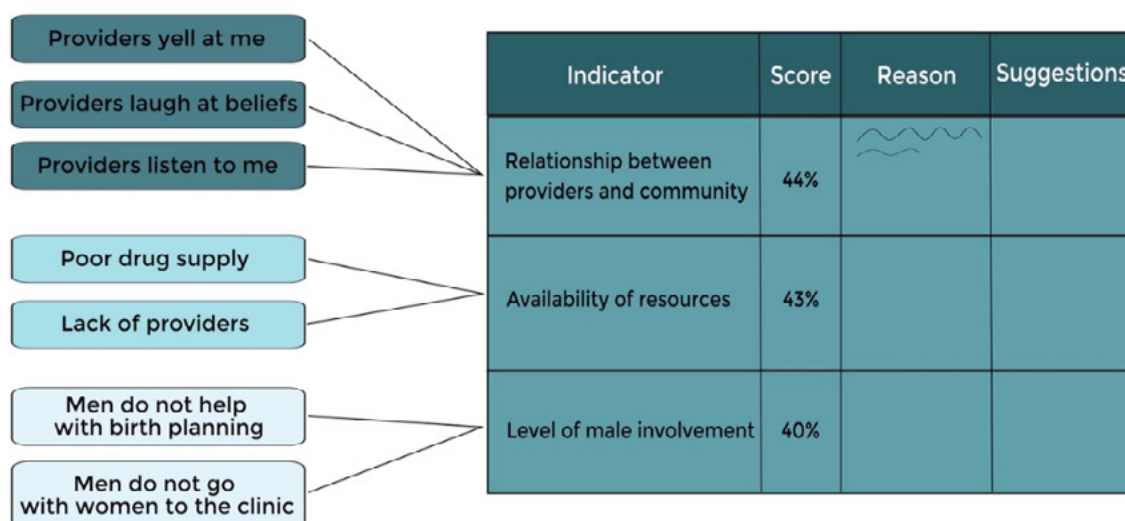 Providers yell at me
Providers laugh at beliefs
Providers listen to me
Poor drug supply
Lack of providers
Men do not help
with birth planning
Men do not go
with women to the clinic
Indicator Score Reason Suggestions
Relationship between
providers and community
44%
Availability of resources 43%
Level of male involvement 40%